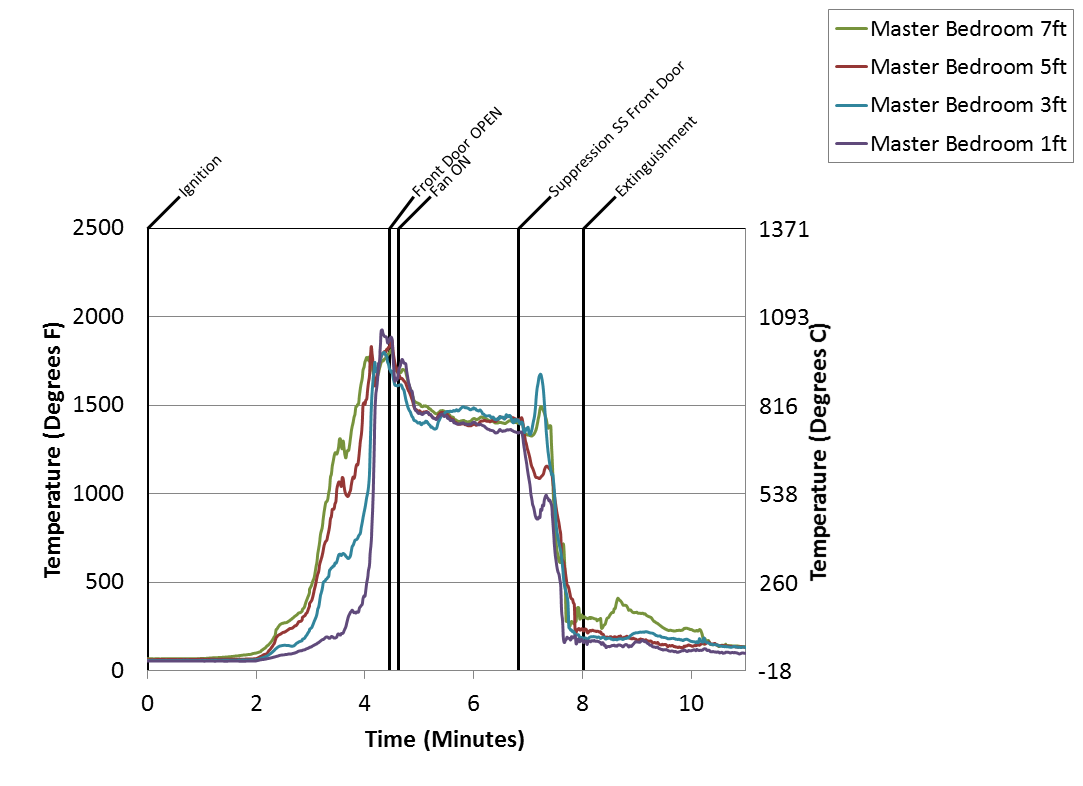 Master Bedroom 7ft
Master Bedroom 5ft
Master Bedroom 3ft
Master Bedroom 1ft
Ignition
Front Door OPEN
Fan ON
Suppression SS Front Door
Extinguishment
2500
2000
1500
1000
500
0
Temperature (Degrees F)
1371
1093
816
538
260
-18
Temperature (Degrees C)
0 2 4 6 8 10
Time (Minutes)